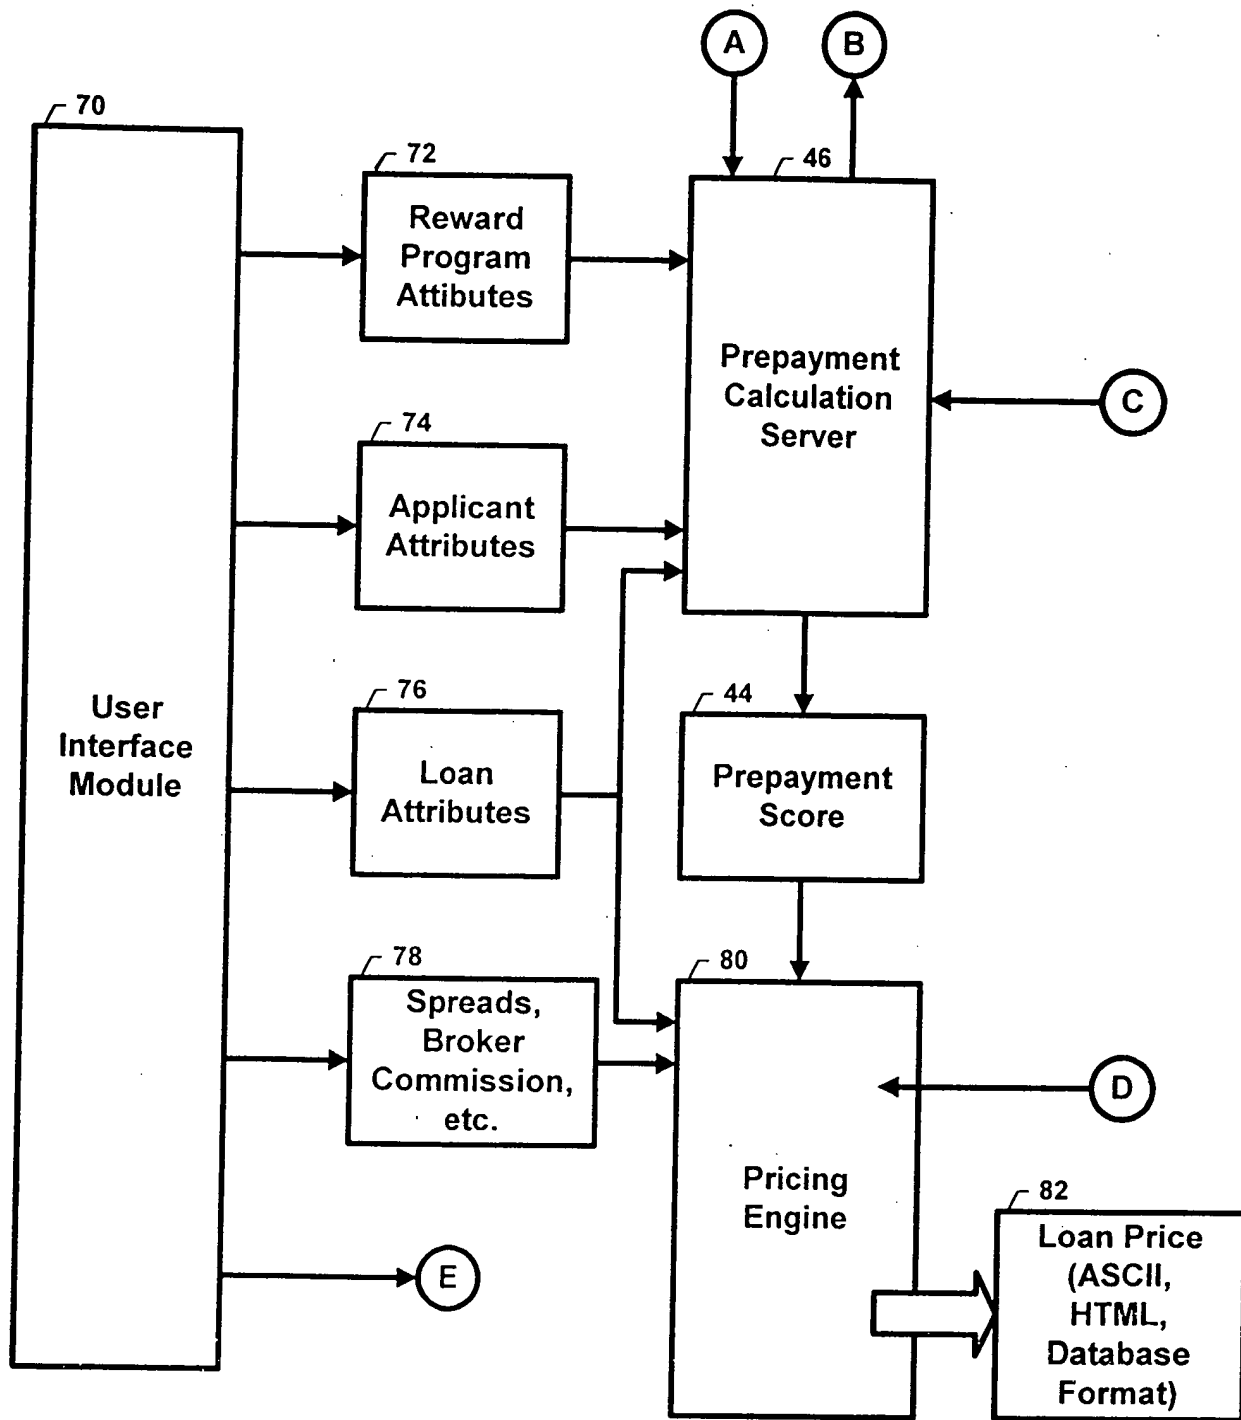 A
B
70
72
46
Reward
Program
Attibutes
Prepayment
Calculation
Server
C
74
Applicant
Attributes
76
44
User
Interface
Module
Loan
Attributes
Prepayment
Score
78
80
Spreads,
Broker
Commission,
etc.
D
Pricing
Engine
82
Loan Price
(ASCII,
HTML,
Database
Format)
E